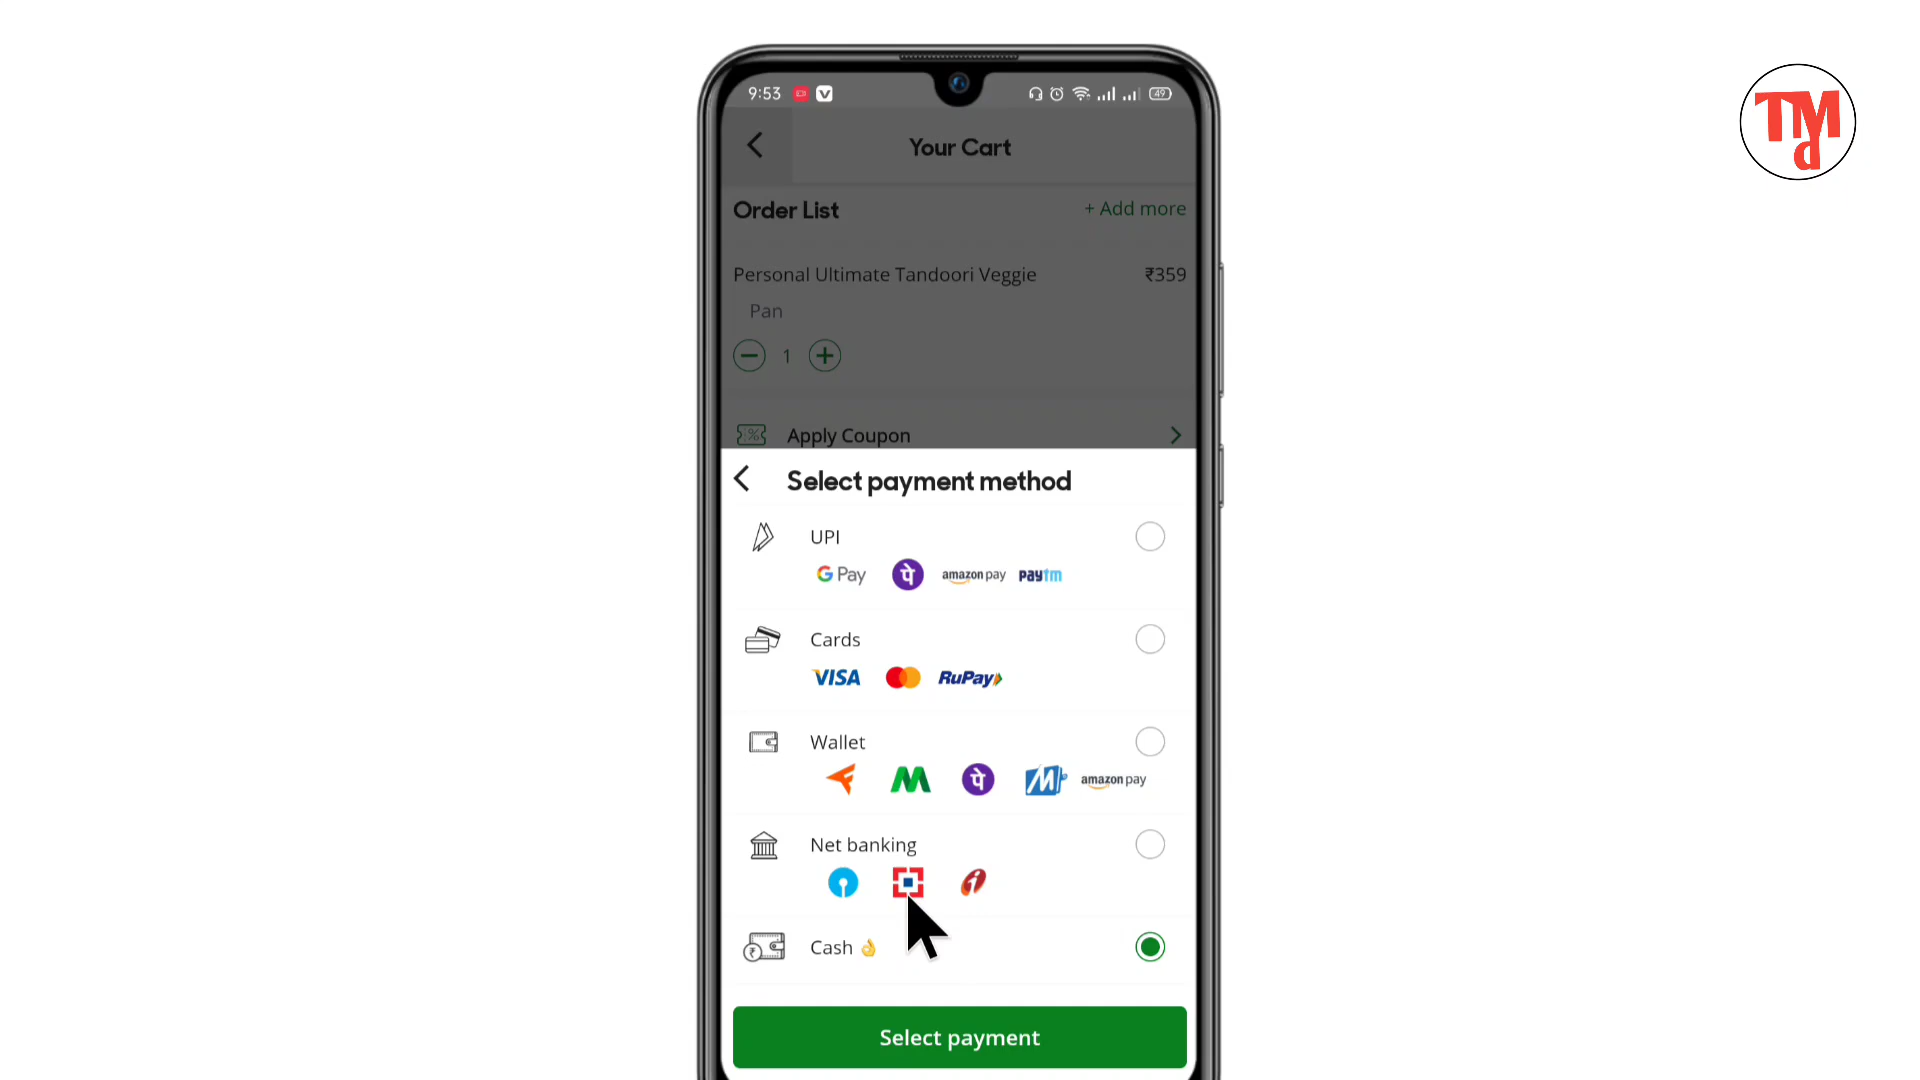 9:53
49
TMd
Your Cart
Order List
+ Add more
Personal Ultimate Tandoori Veggie ₹359
Pan
1
Apply Coupon
Select payment method
UPI
G Pay पे amazon pay paytm
Cards
VISA RuPay
Wallet
पे M amazon pay
Net banking
Cash 👌
Select payment